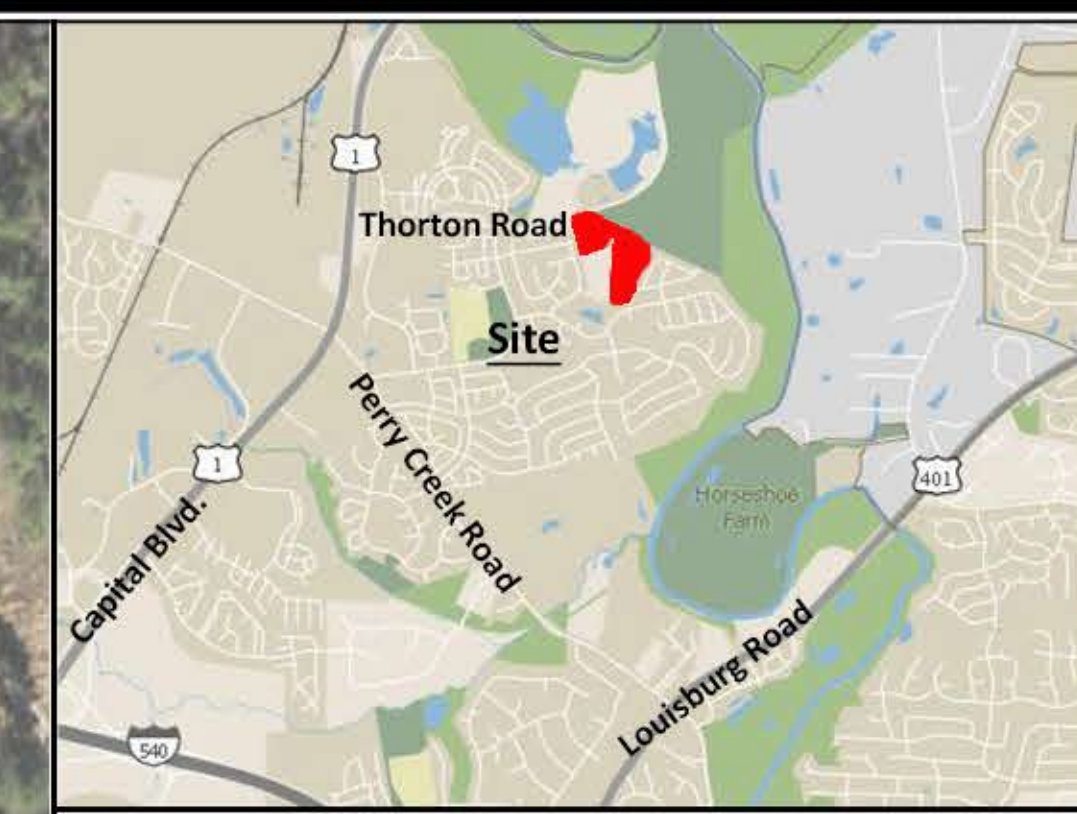 1
Thorton Road
Site
Perry Creek Road
1
401
Horseshoe
Farm
Capital Blvd.
Louisburg Road
540